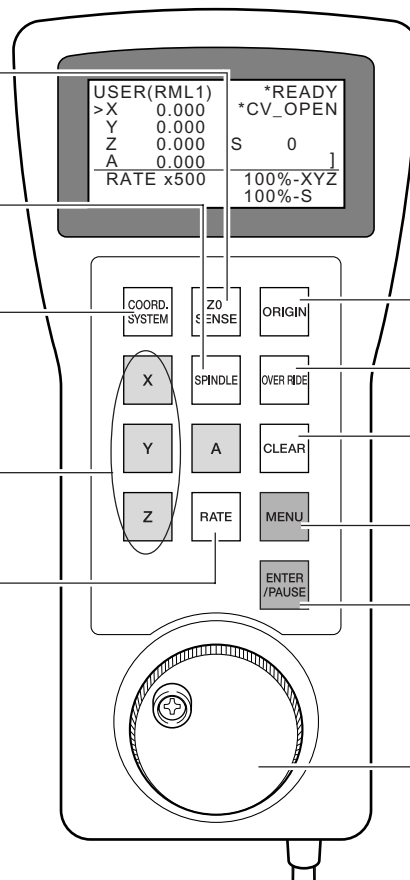 USER(RML1) *READY
>X 0.000 *CV_OPEN
Y 0.000
Z 0.000 S 0
A 0.000 ]
RATE x500 100%-XYZ
100%-S
COORD. SYSTEM
Z0 SENSE
ORIGIN
X
SPINDLE
OVER RIDE
Y
A
CLEAR
Z
RATE
MENU
ENTER /PAUSE